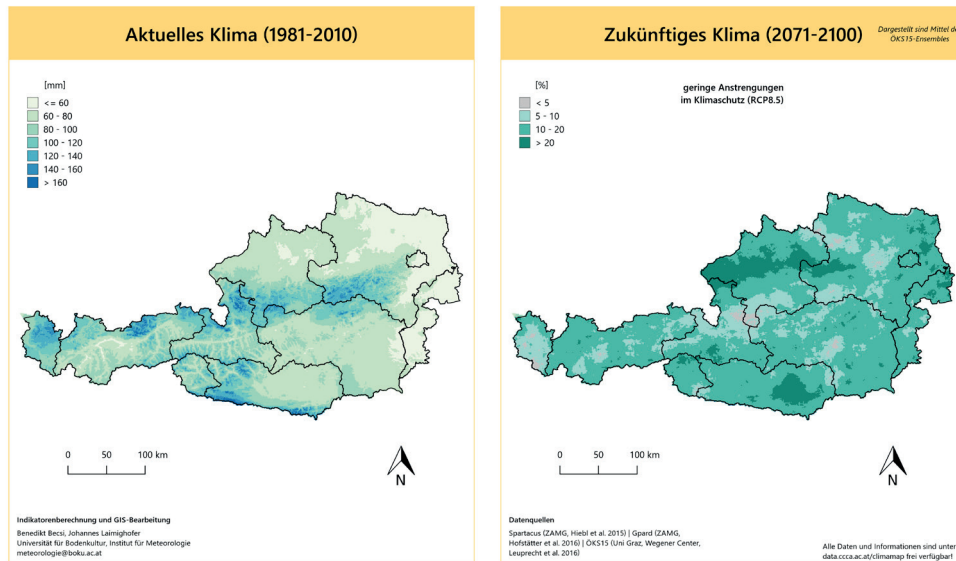 Aktuelles Klima (1981-2010)
[mm]
<= 60
60 - 80
80 - 100
100 - 120
120 - 140
140 - 160
> 160
0 50 100 km
N
Indikatorenberechnung und GIS-Bearbeitung
Benedikt Becsi, Johannes Laimighofer
Universität für Bodenkultur, Institut für Meteorologie
meteorologie@boku.ac.at
Zukünftiges Klima (2071-2100)
Dargestellt sind Mittel de
ÖKS15-Ensembles
[%]
< 5
5 - 10
10 - 20
> 20
geringe Anstrengungen
im Klimaschutz (RCP8.5)
0 50 100 km
N
Datenquellen
Spartacus (ZAMG, Hiebl et al. 2015) | Gpard (ZAMG,
Hofstätter et al. 2016) | ÖKS15 (Uni Graz, Wegener Center,
Leuprecht et al. 2016)
Alle Daten und Informationen sind unter
data.ccca.ac.at/climamap frei verfügbar!